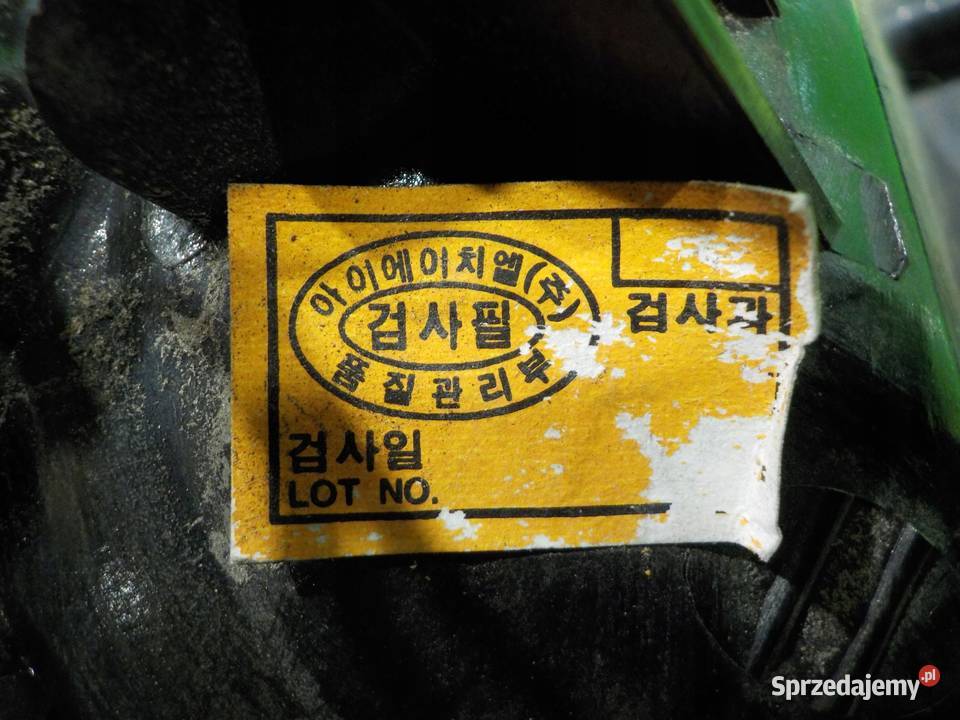 아이에이치엘(주)
검사필
품질관리부
검사관
검사일
LOT NO.
Sprzedajemy.pl